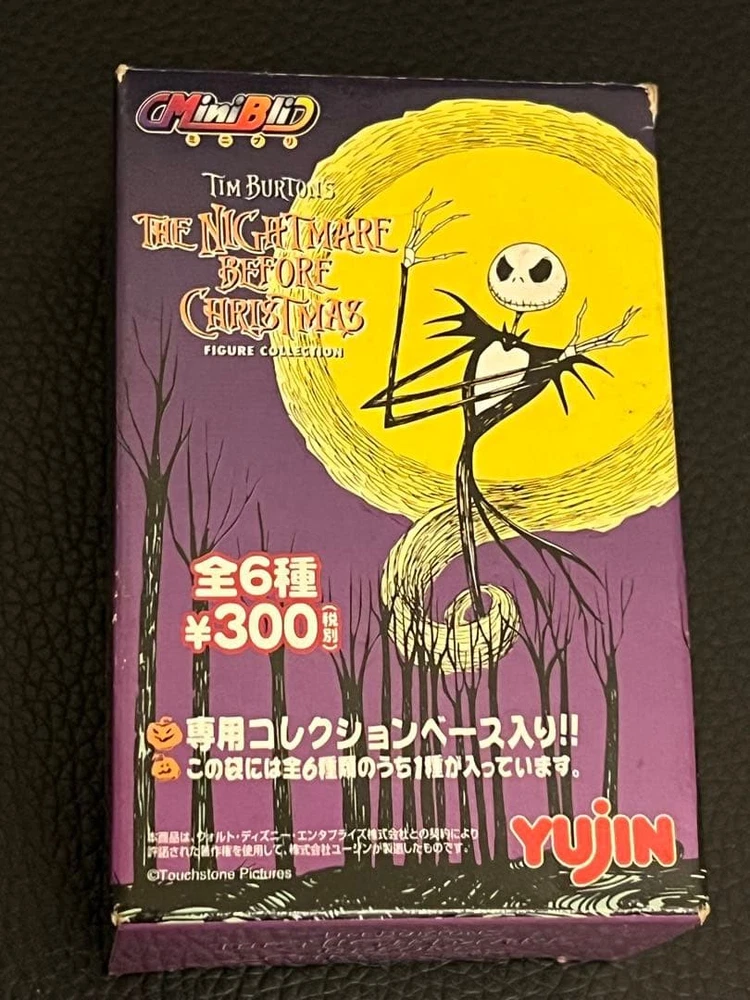 MiniBli
ミニブリ
TIM BURTON'S
THE NIGHTMARE
BEFORE
CHRISTMAS
FIGURE COLLECTION
全6種
¥300(税別)
専用コレクションベース入り!!
この袋には全6種類のうち1種が入っています。
本商品は、ウォルト・ディズニー・エンタプライズ株式会社との契約により
許諾された著作権を使用して、株式会社ユージンが製造したものです。
©Touchstone Pictures
YUJIN